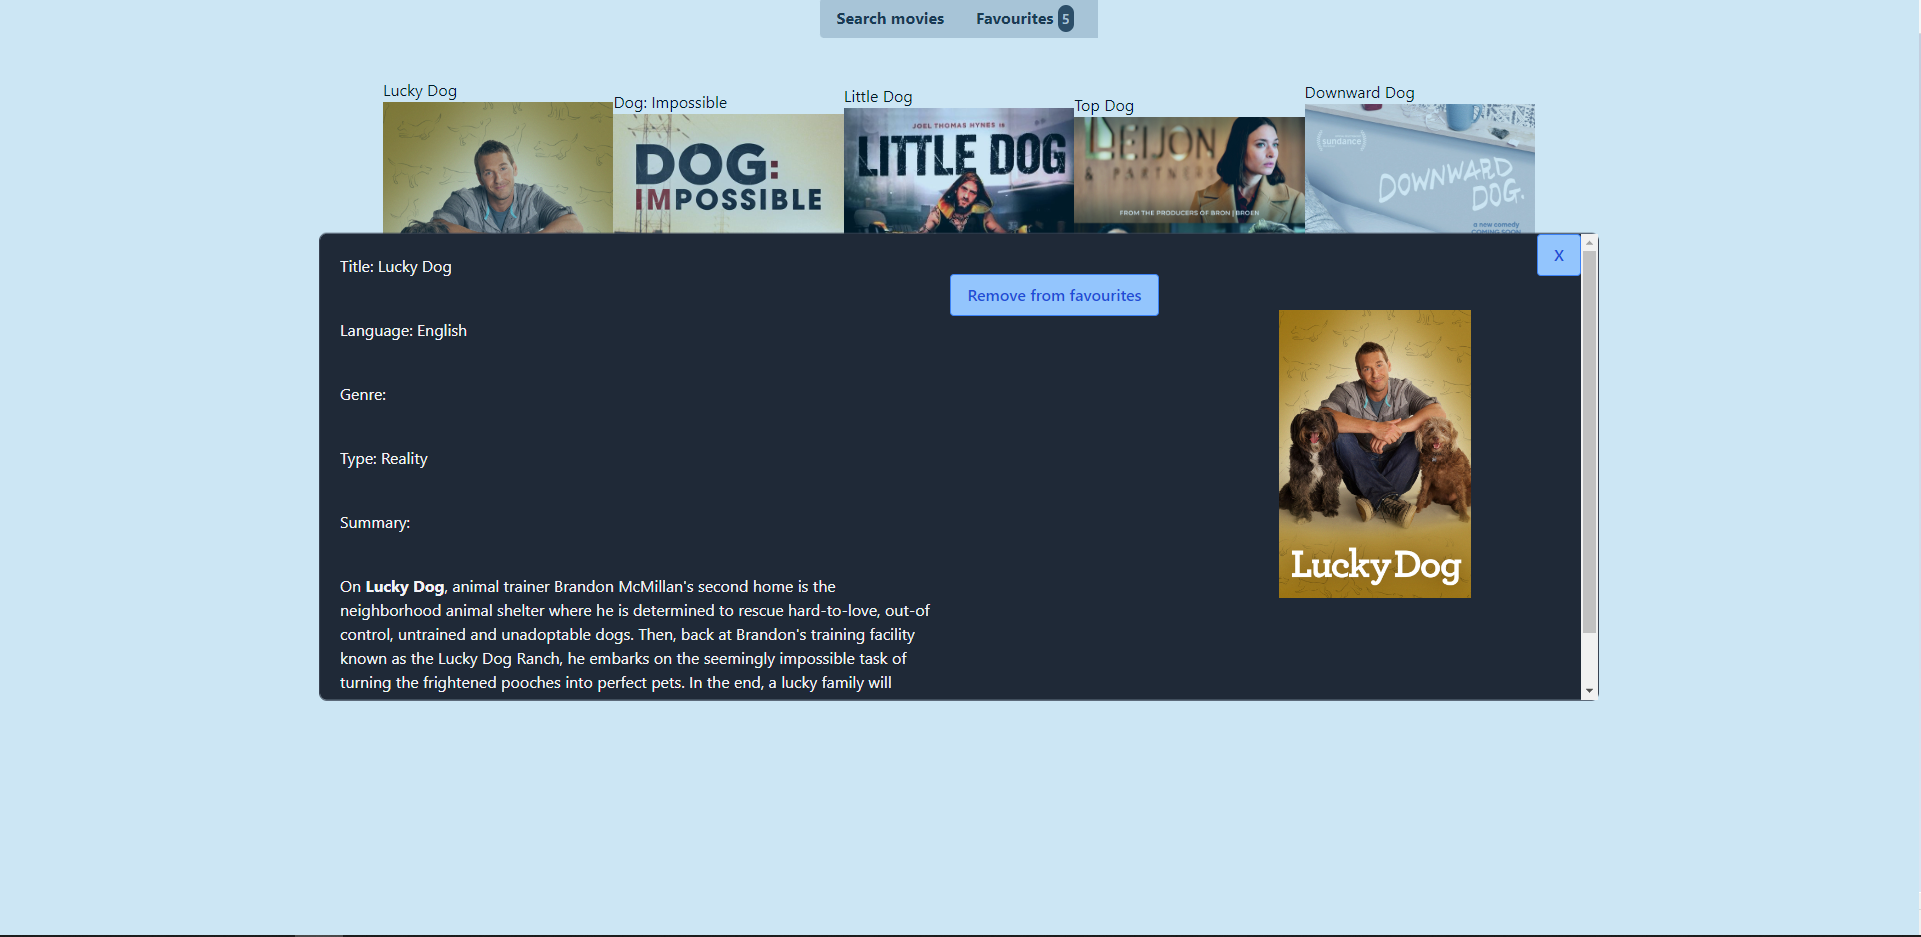 Search movies Favourites 5
Lucky Dog
Dog: Impossible
Little Dog
Top Dog
Downward Dog
JOEL THOMAS HYNES IS
LITTLE DOG
DOG:
IMPOSSIBLE
EIJON
& PARTNERS
FROM THE PRODUCERS OF BRON | BROEN
sundance
DOWNWARD
DOG.
a new comedy
COMING SOON
X
Title: Lucky Dog
Remove from favourites
Language: English
Genre:
Type: Reality
Summary:
On Lucky Dog, animal trainer Brandon McMillan's second home is the
neighborhood animal shelter where he is determined to rescue hard-to-love, out-of
control, untrained and unadoptable dogs. Then, back at Brandon's training facility
known as the Lucky Dog Ranch, he embarks on the seemingly impossible task of
turning the frightened pooches into perfect pets. In the end, a lucky family will
Lucky Dog